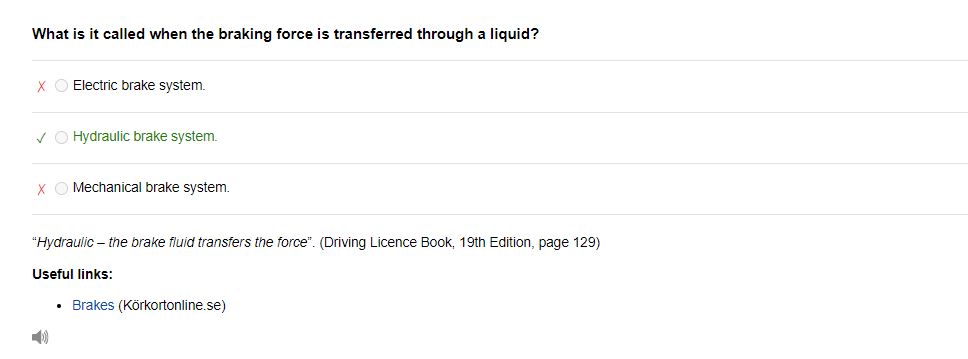 What is it called when the braking force is transferred through a liquid?
Electric brake system.
Hydraulic brake system.
Mechanical brake system.
“Hydraulic – the brake fluid transfers the force”. (Driving Licence Book, 19th Edition, page 129)
Useful links:
Brakes (Körkortonline.se)